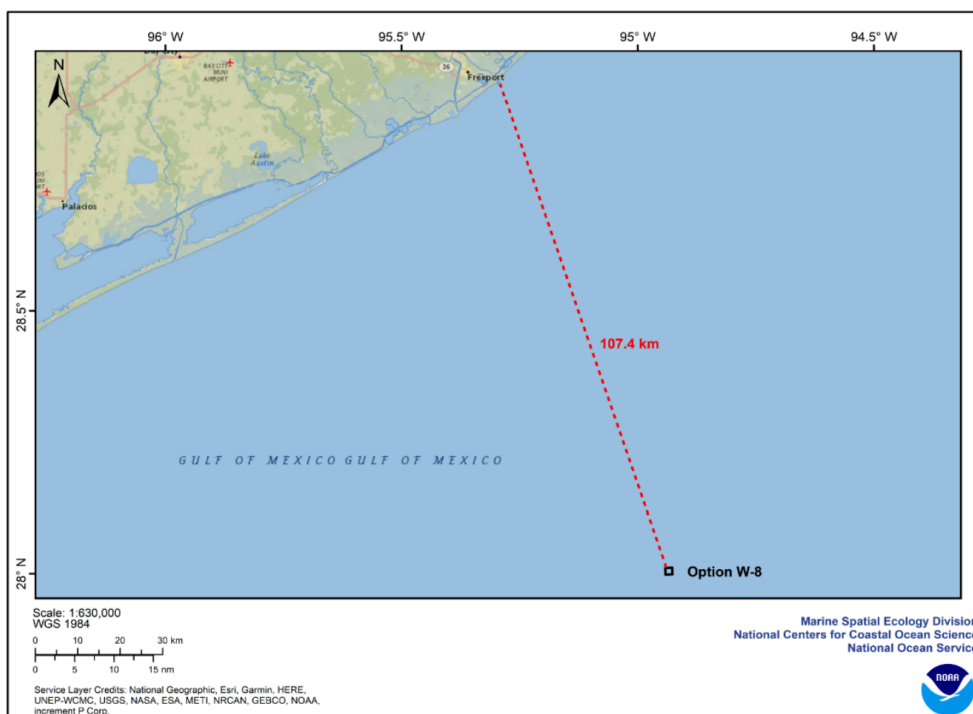 96° W 95.5° W 95° W 94.5° W
N
BAY CITY
MUNI
AIRPORT
36
Freeport
Lake
Austin
Palacios
28.5° N
107.4 km
GULF OF MEXICO GULF OF MEXICO
28° N
Option W-8
Scale: 1:630,000
WGS 1984
0 10 20 30 km
0 5 10 15 nm
Service Layer Credits: National Geographic, Esri, Garmin, HERE,
UNEP-WCMC, USGS, NASA, ESA, METI, NRCAN, GEBCO, NOAA,
increment P Corp.
Marine Spatial Ecology Division
National Centers for Coastal Ocean Science
National Ocean Service
NOAA